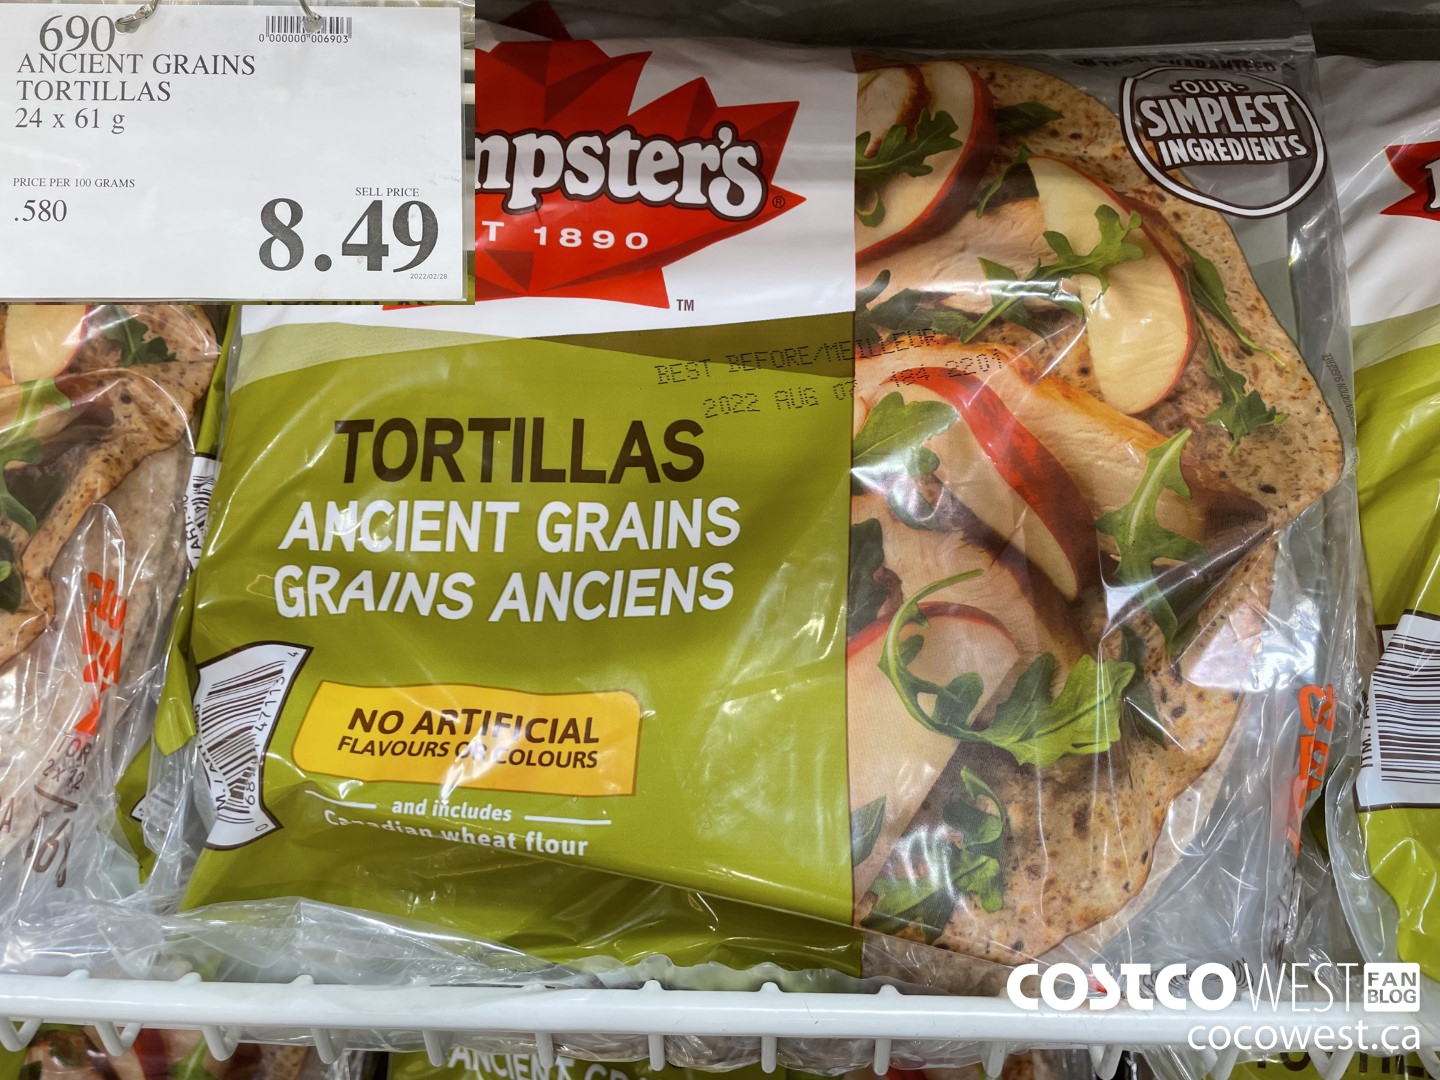 690
0 000000 006903
ANCIENT GRAINS
TORTILLAS
24 x 61 g
PRICE PER 100 GRAMS
.580
SELL PRICE
8.49
2022/02/28
mpster's®
T 1890
TM
-OUR-
SIMPLEST
INGREDIENTS
BEST BEFORE/MEILLEUR
2022 AUG 07
TORTILLAS
ANCIENT GRAINS
GRAINS ANCIENS
NO ARTIFICIAL
FLAVOURS OR COLOURS
and includes
Canadian wheat flour
COSTCO WEST FAN BLOG
cocowest.ca
ANCIENT